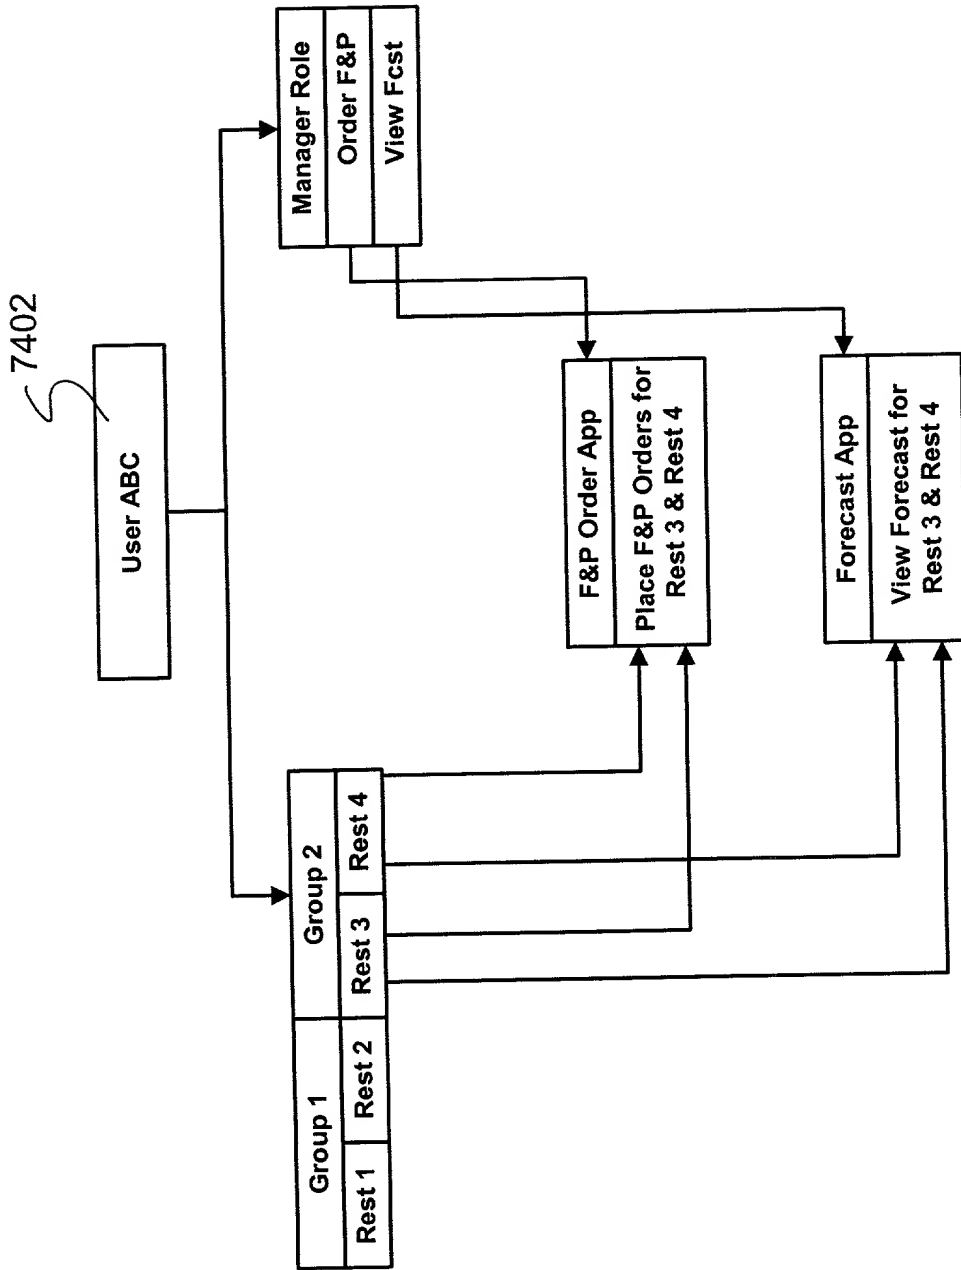 7402
User ABC
Group 1
Group 2
Rest 1
Rest 2
Rest 3
Rest 4
Manager Role
Order F&P
View Fcst
F&P Order App
Place F&P Orders for
Rest 3 & Rest 4
Forecast App
View Forecast for
Rest 3 & Rest 4